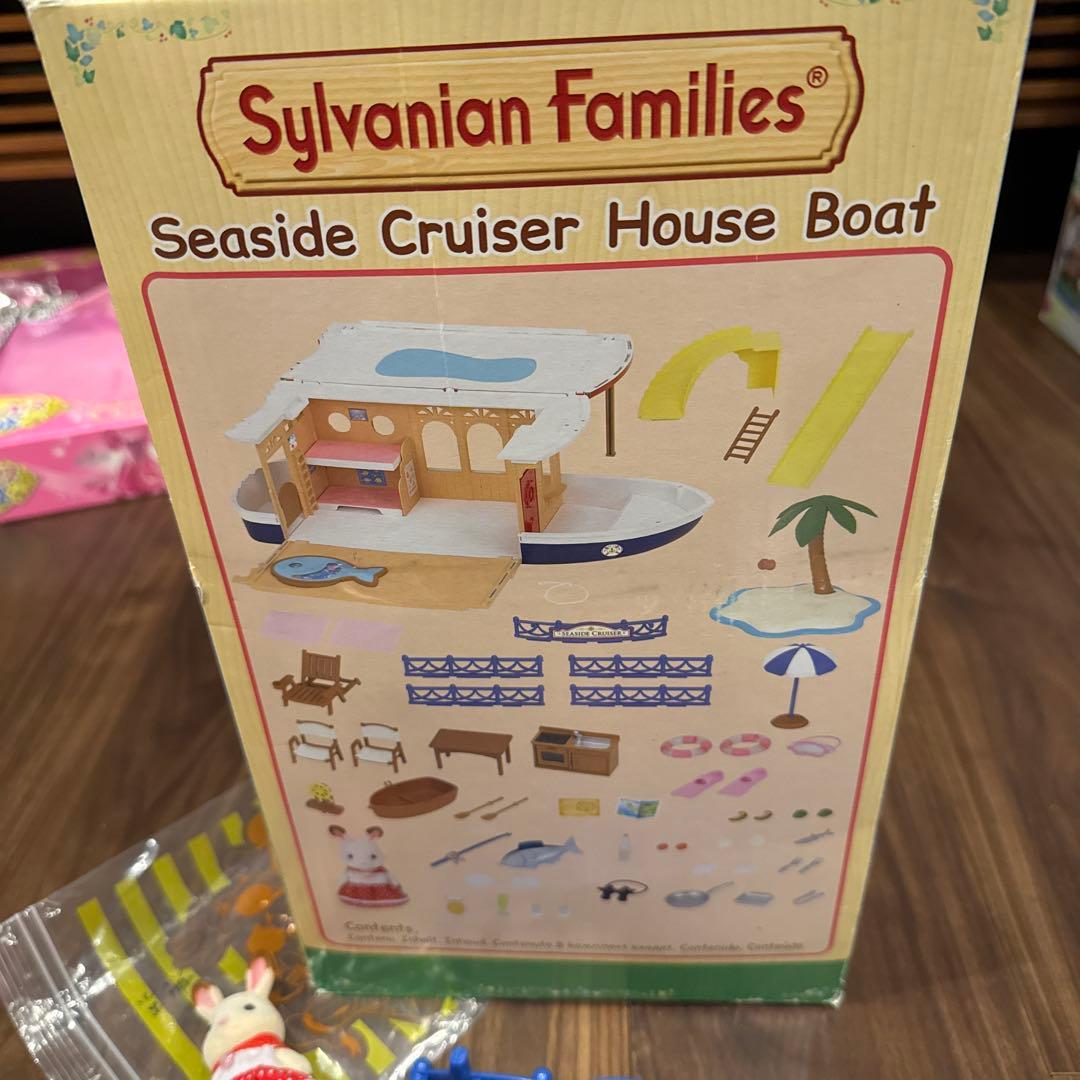 Sylvanian Families®
Seaside Cruiser House Boat
SEASIDE CRUISER
Contents.